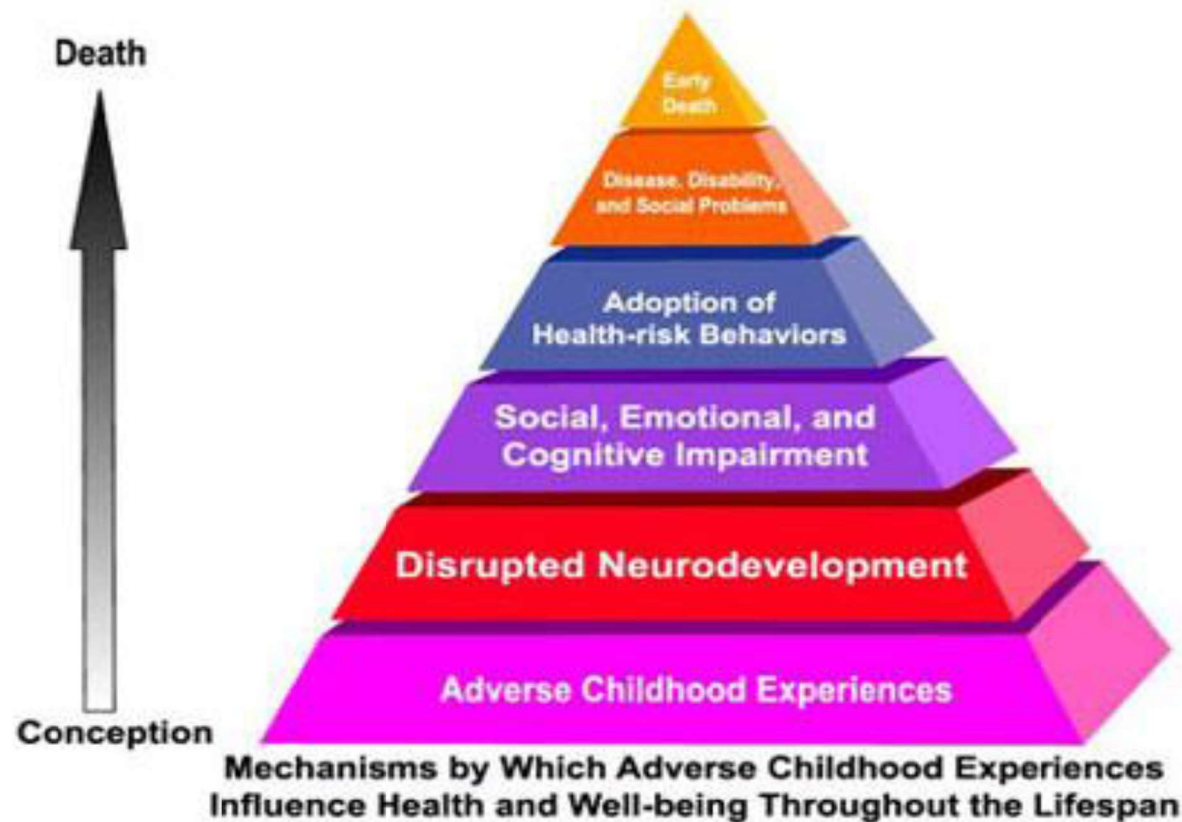 Death
Early
Death
Disease, Disability,
and Social Problems
Adoption of
Health-risk Behaviors
Social, Emotional, and
Cognitive Impairment
Disrupted Neurodevelopment
Adverse Childhood Experiences
Conception
Mechanisms by Which Adverse Childhood Experiences
Influence Health and Well-being Throughout the Lifespan